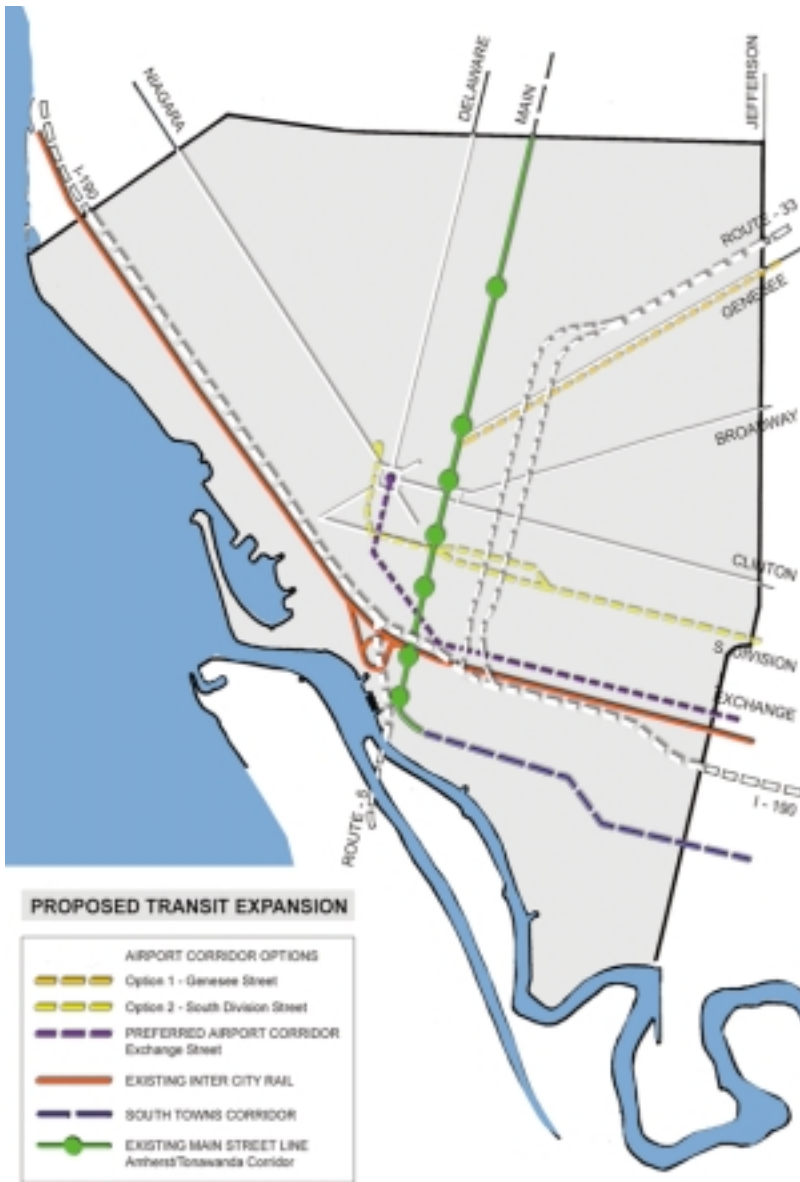 NIAGARA
DELAWARE
MAIN
JEFFERSON
I-190
ROUTE - 33
GENESEE
BROADWAY
CLINTON
S. DIVISION
EXCHANGE
I - 190
ROUTE - 5
PROPOSED TRANSIT EXPANSION
AIRPORT CORRIDOR OPTIONS
Option 1 - Genesee Street
Option 2 - South Division Street
PREFERRED AIRPORT CORRIDOR
Exchange Street
EXISTING INTER CITY RAIL
SOUTH TOWNS CORRIDOR
EXISTING MAIN STREET LINE
Amherst/Tonawanda Corridor